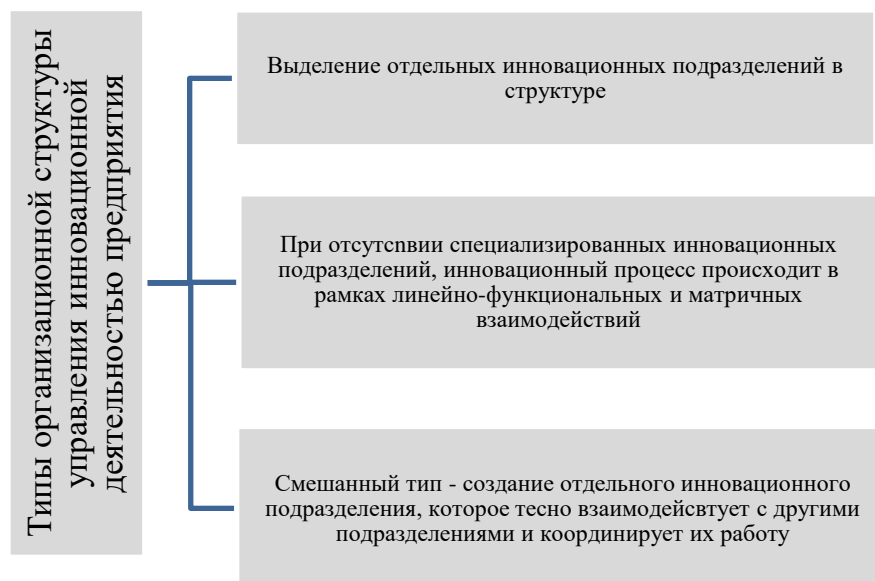 Типы организационной структуры
управления инновационной
деятельностью предприятия
Выделение отдельных инновационных подразделений в
структуре
При отсутсnвии специализированных инновационных
подразделений, инновационный процесс происходит в
рамках линейно-функциональных и матричных
взаимодействий
Смешанный тип - создание отдельного инновационного
подразделения, которое тесно взаимодейсвтует с другими
подразделениями и координирует их работу